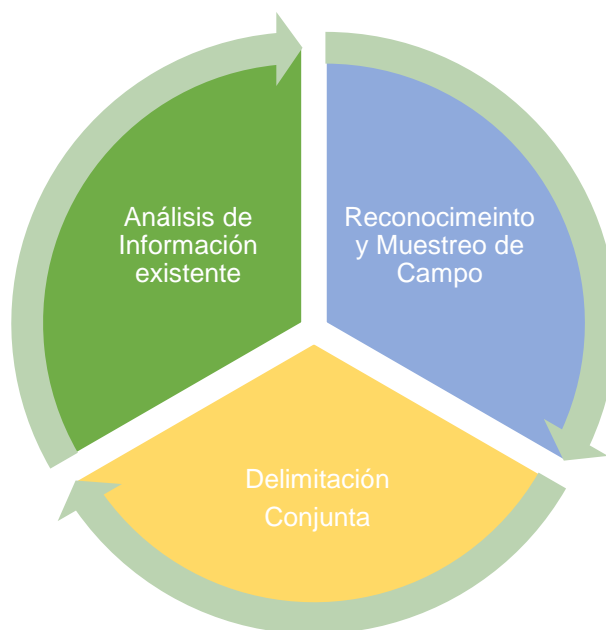 Análisis de
Información
existente
Reconocimeinto
y Muestreo de
Campo
Delimitación
Conjunta